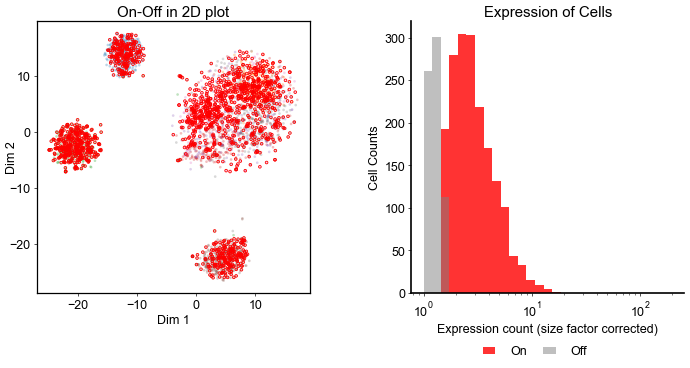 On-Off in 2D plot
10
0
−10
−20
Dim 2
−20
−10
0
10
Dim 1
Expression of Cells
300
250
200
150
100
50
0
Cell Counts
10^0
10^1
10^2
Expression count (size factor corrected)
On
Off